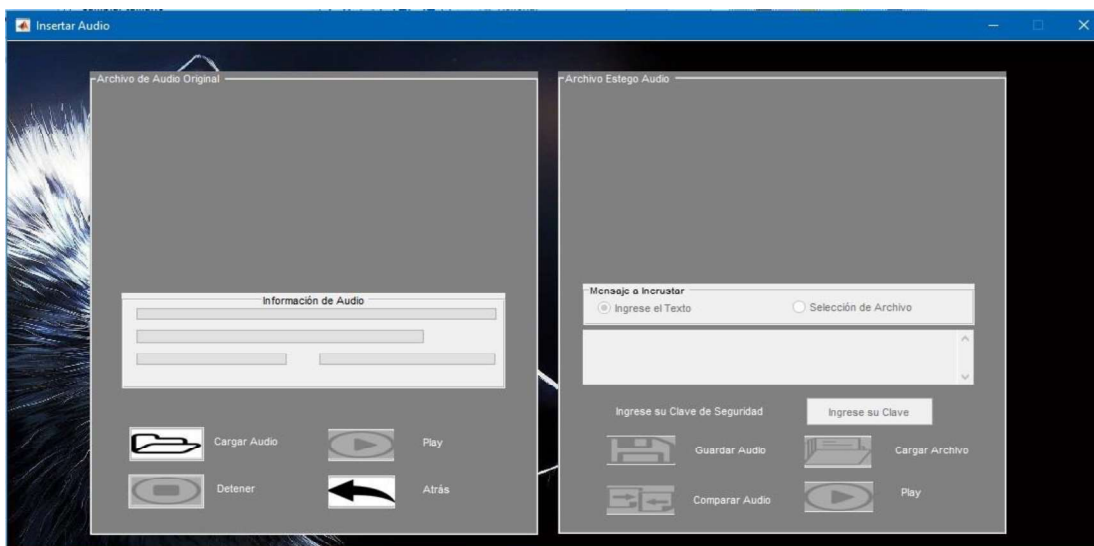 Insertar Audio
Archivo de Audio Original
Información de Audio
Cargar Audio
Play
Detener
Atrás
Archivo Estego Audio
Mensaje a Incrustar
Ingrese el Texto
Selección de Archivo
Ingrese su Clave de Seguridad
Ingrese su Clave
Guardar Audio
Cargar Archivo
Comparar Audio
Play